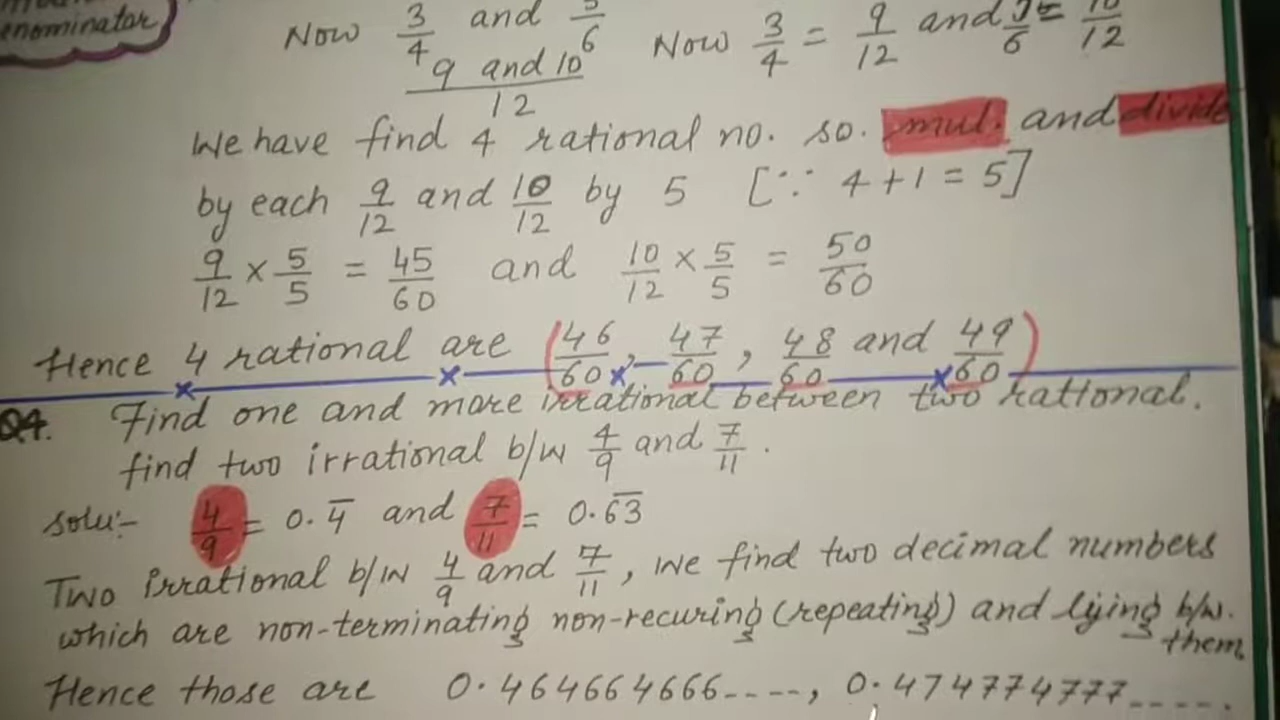 enominator
Now 3/4 and 5/6 Now 3/4 = 9/12 and 5/6 = 10/12
9 and 10
12
We have find 4 rational no. so. mul. and divide
by each 9/12 and 10/12 by 5 [∵ 4+1=5]
9/12 × 5/5 = 45/60 and 10/12 × 5/5 = 50/60
Hence 4 rational are (46/60, 47/60, 48/60 and 49/60)
Q4. Find one and more irrational between two rational.
find two irrational b/w 4/9 and 7/11.
Solu:- 4/9 = 0.4̅ and 7/11 = 0.6̅3̅
Two irrational b/w 4/9 and 7/11, we find two decimal numbers
which are non-terminating non-recuring (repeating) and lying b/w.
them.
Hence those are 0.464664666-----, 0.474774777-----.